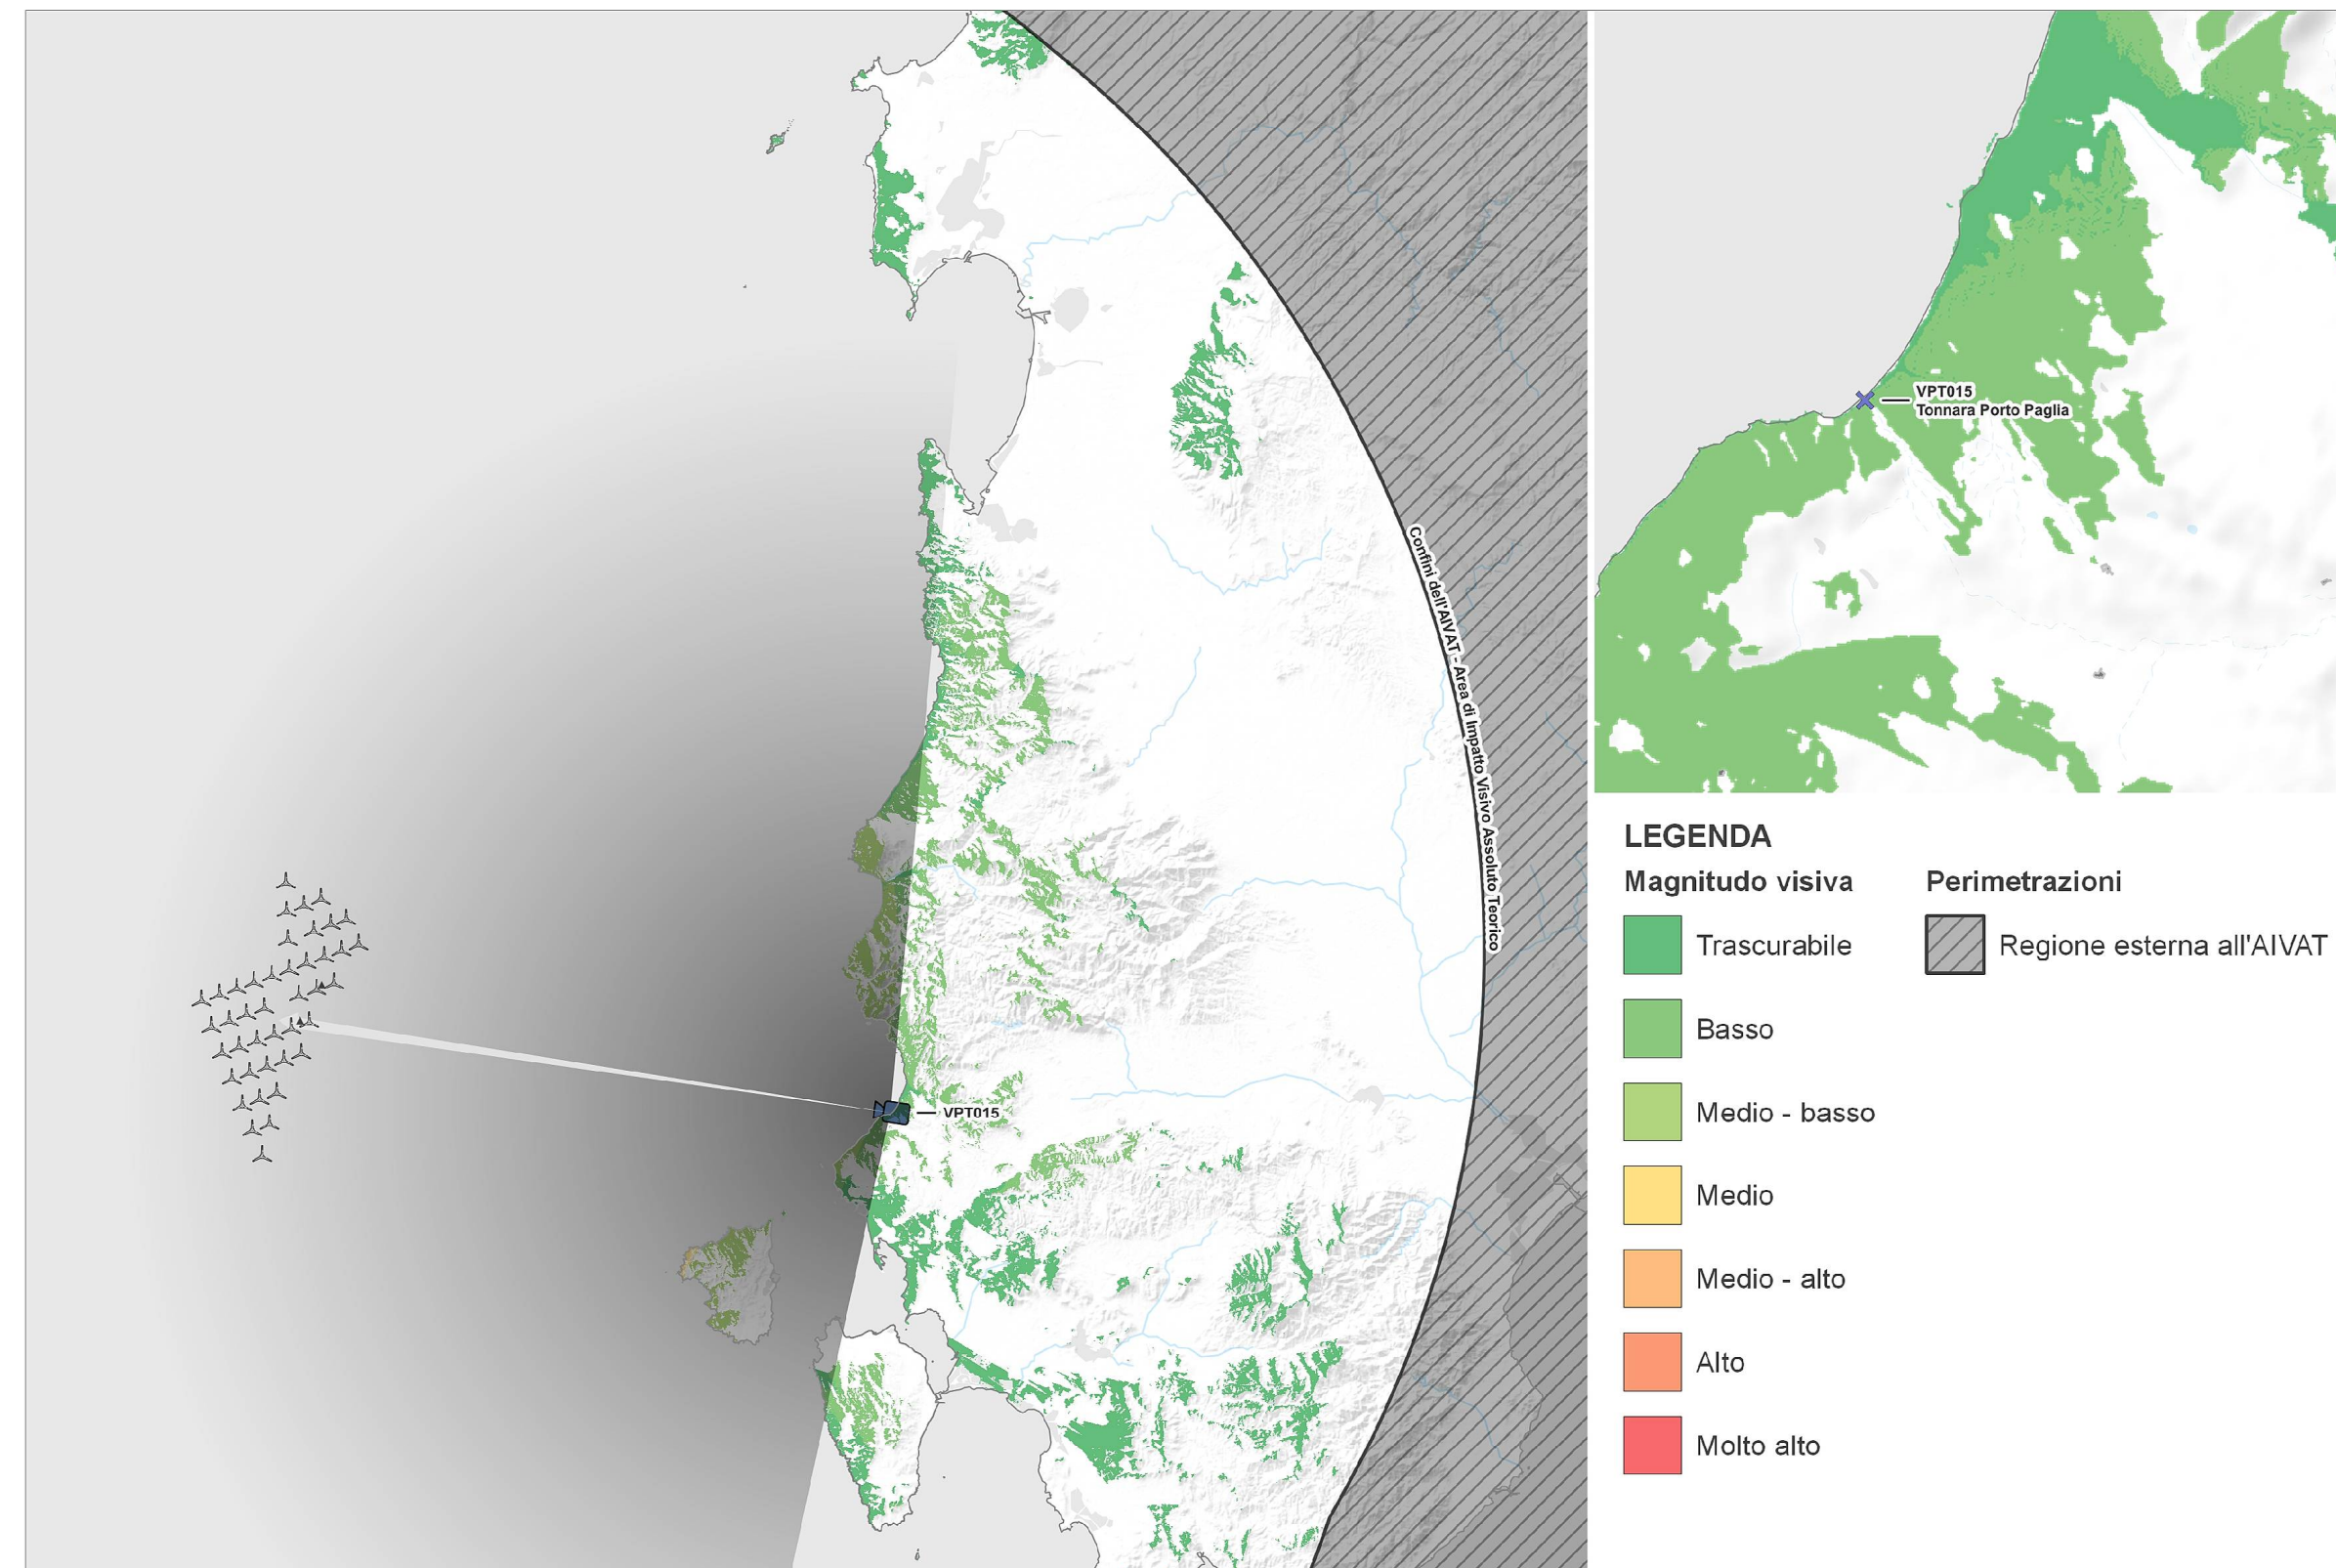 Confini dell'AIVAT - Area di Impatto Visivo Assoluto Teorico
VPT015
VPT015
Tonnara Porto Paglia
LEGENDA
Magnitudo visiva
Trascurabile
Basso
Medio - basso
Medio
Medio - alto
Alto
Molto alto
Perimetrazioni
Regione esterna all'AIVAT